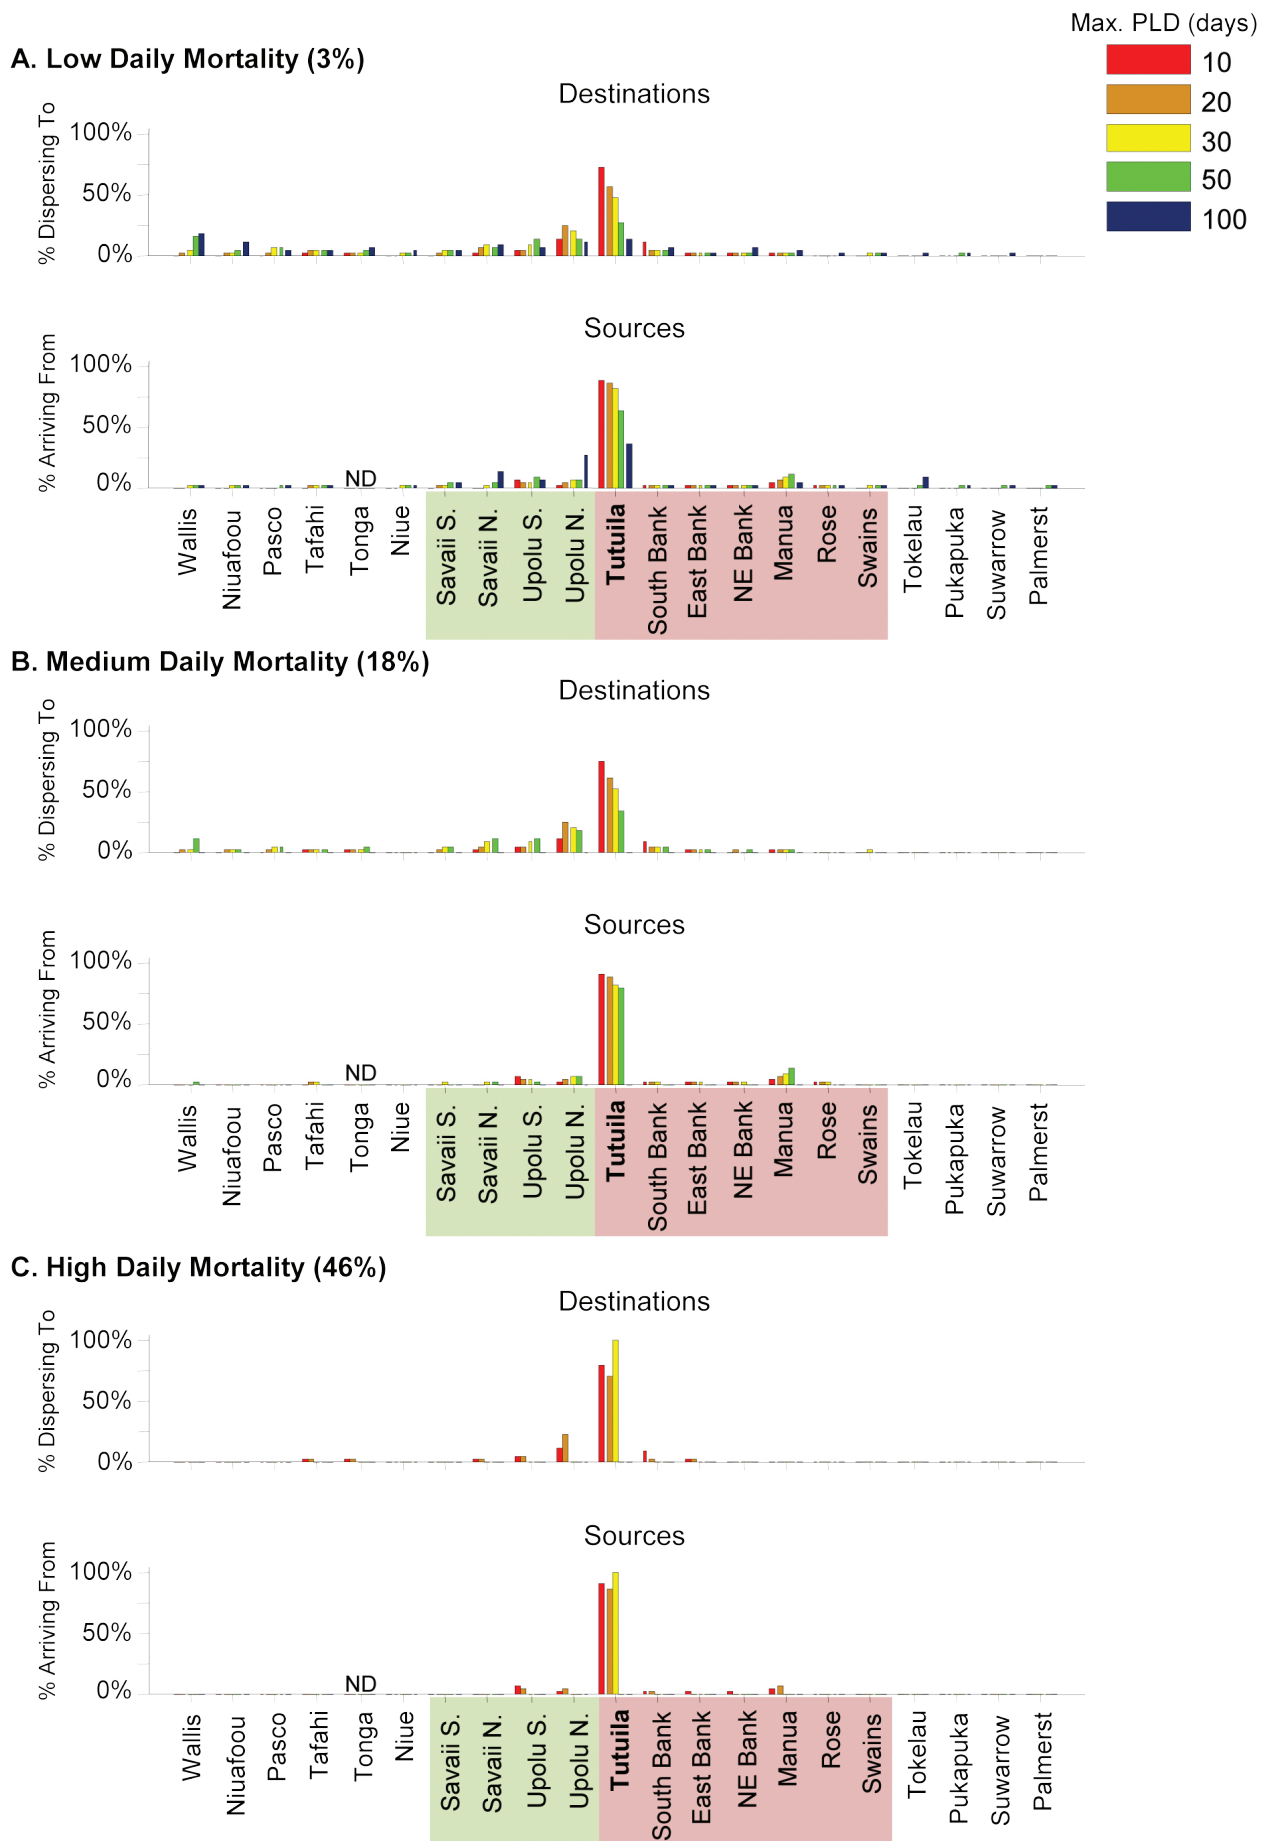 Max. PLD (days)
10
20
30
50
100
A. Low Daily Mortality (3%)
Destinations
% Dispersing To
100%
50%
0%
Sources
% Arriving From
100%
50%
0%
ND
Wallis
Niuafoou
Pasco
Tafahi
Tonga
Niue
Savaii S.
Savaii N.
Upolu S.
Upolu N.
Tutuila
South Bank
East Bank
NE Bank
Manua
Rose
Swains
Tokelau
Pukapuka
Suwarrow
Palmerst
B. Medium Daily Mortality (18%)
Destinations
% Dispersing To
100%
50%
0%
Sources
% Arriving From
100%
50%
0%
ND
Wallis
Niuafoou
Pasco
Tafahi
Tonga
Niue
Savaii S.
Savaii N.
Upolu S.
Upolu N.
Tutuila
South Bank
East Bank
NE Bank
Manua
Rose
Swains
Tokelau
Pukapuka
Suwarrow
Palmerst
C. High Daily Mortality (46%)
Destinations
% Dispersing To
100%
50%
0%
Sources
% Arriving From
100%
50%
0%
ND
Wallis
Niuafoou
Pasco
Tafahi
Tonga
Niue
Savaii S.
Savaii N.
Upolu S.
Upolu N.
Tutuila
South Bank
East Bank
NE Bank
Manua
Rose
Swains
Tokelau
Pukapuka
Suwarrow
Palmerst